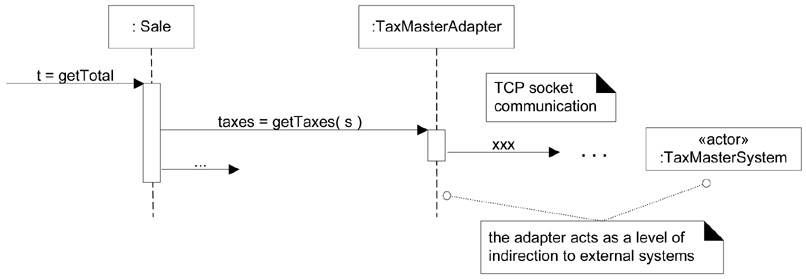 : Sale
:TaxMasterAdapter
t = getTotal
TCP socket
communication
taxes = getTaxes( s )
xxx
. . .
«actor»
:TaxMasterSystem
...
the adapter acts as a level of
indirection to external systems